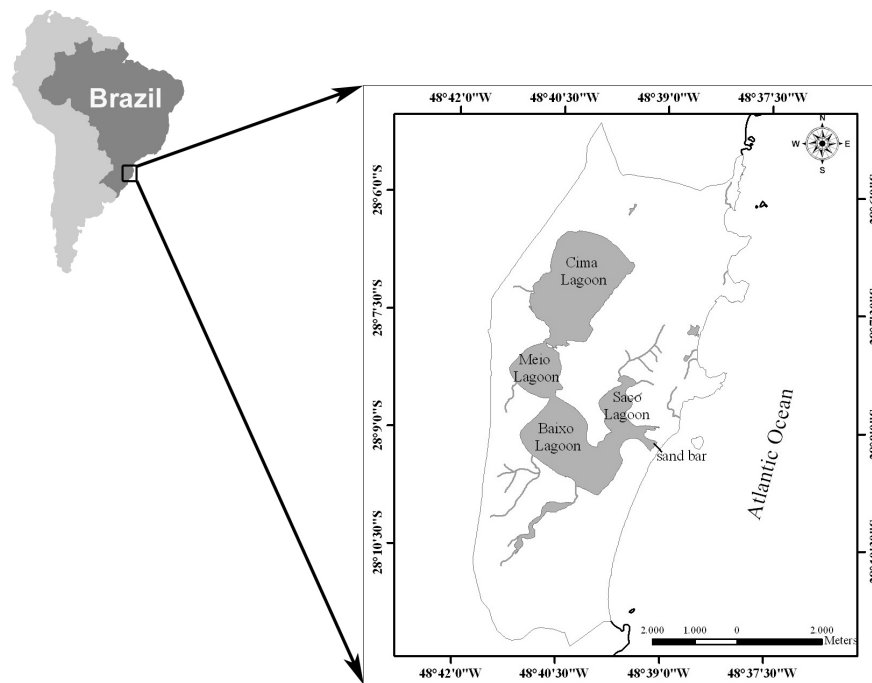 Brazil
48°42'0"W 48°40'30"W 48°39'0"W 48°37'30"W
N
W E
S
28°6'0"S
Cima
Lagoon
28°7'30"S
Meio
Lagoon
Saco
Lagoon
28°9'0"S
Baixo
Lagoon
sand bar
Atlantic Ocean
28°10'30"S
2.000 1.000 0 2.000
Meters
48°42'0"W 48°40'30"W 48°39'0"W 48°37'30"W